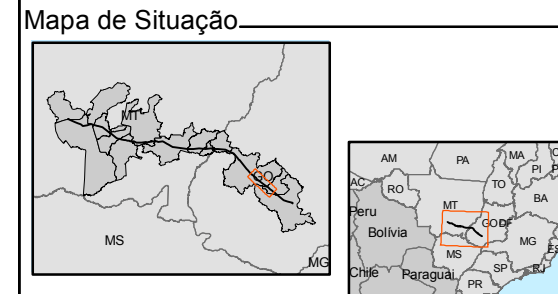 Mapa de Situação
MT
GO
MS
MG
AM
PA
MA
PI
AC
RO
TO
BA
Peru
MT
GO
DF
Bolívia
MG
MS
ES
SP
RJ
Chile
Paraguai
PR